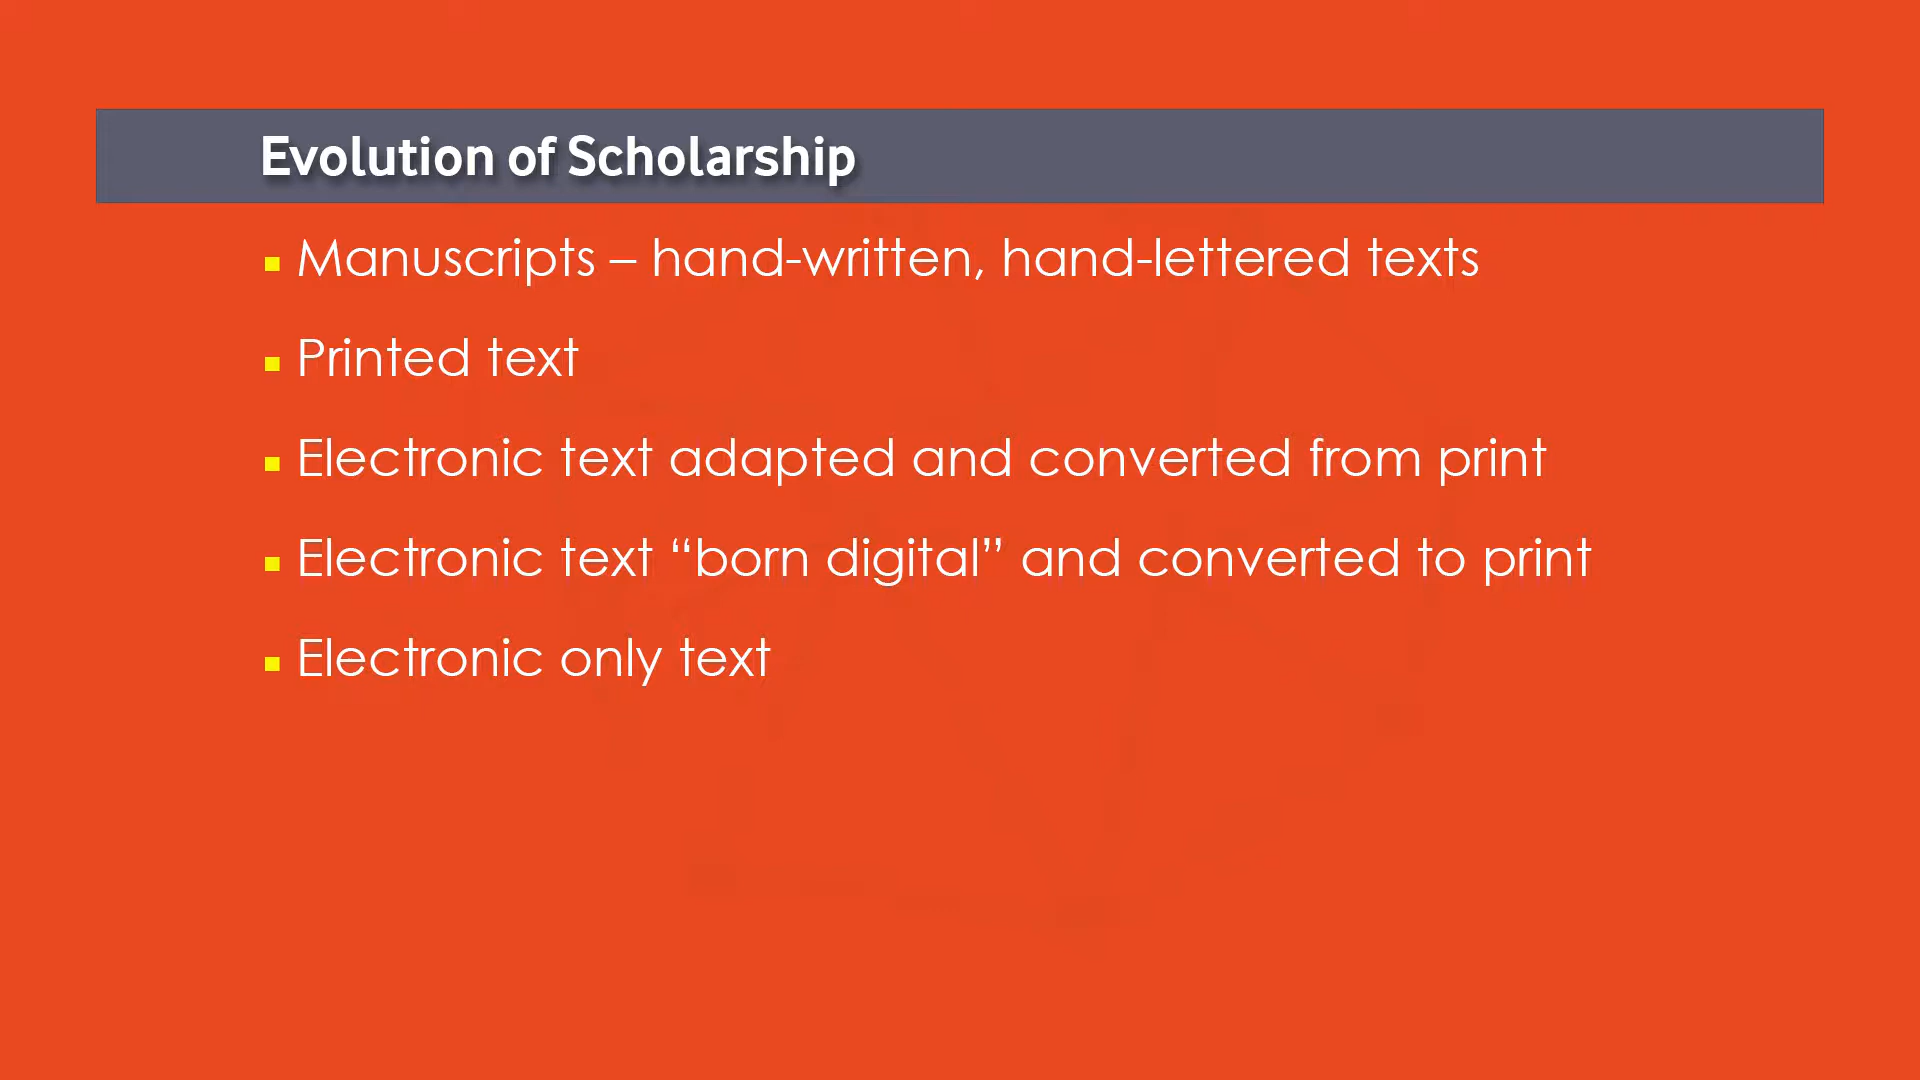 Evolution of Scholarship
Manuscripts – hand-written, hand-lettered texts
Printed text
Electronic text adapted and converted from print
Electronic text “born digital” and converted to print
Electronic only text